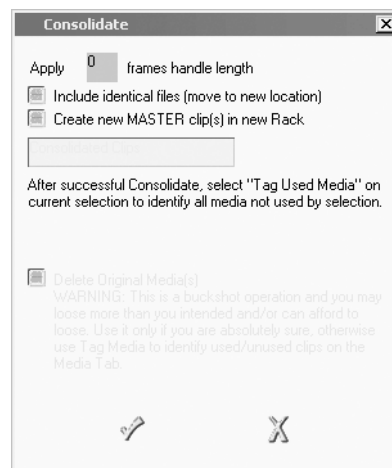 Consolidate
Apply 0 frames handle length
Include identical files (move to new location)
Create new MASTER clip(s) in new Rack
Consolidated Clips
After successful Consolidate, select "Tag Used Media" on
current selection to identify all media not used by selection.
Delete Original Media(s)
WARNING: This is a buckshot operation and you may
loose more than you intended and/or can afford to
loose. Use it only if you are absolutely sure, otherwise
use Tag Media to identify used/unused clips on the
Media Tab.